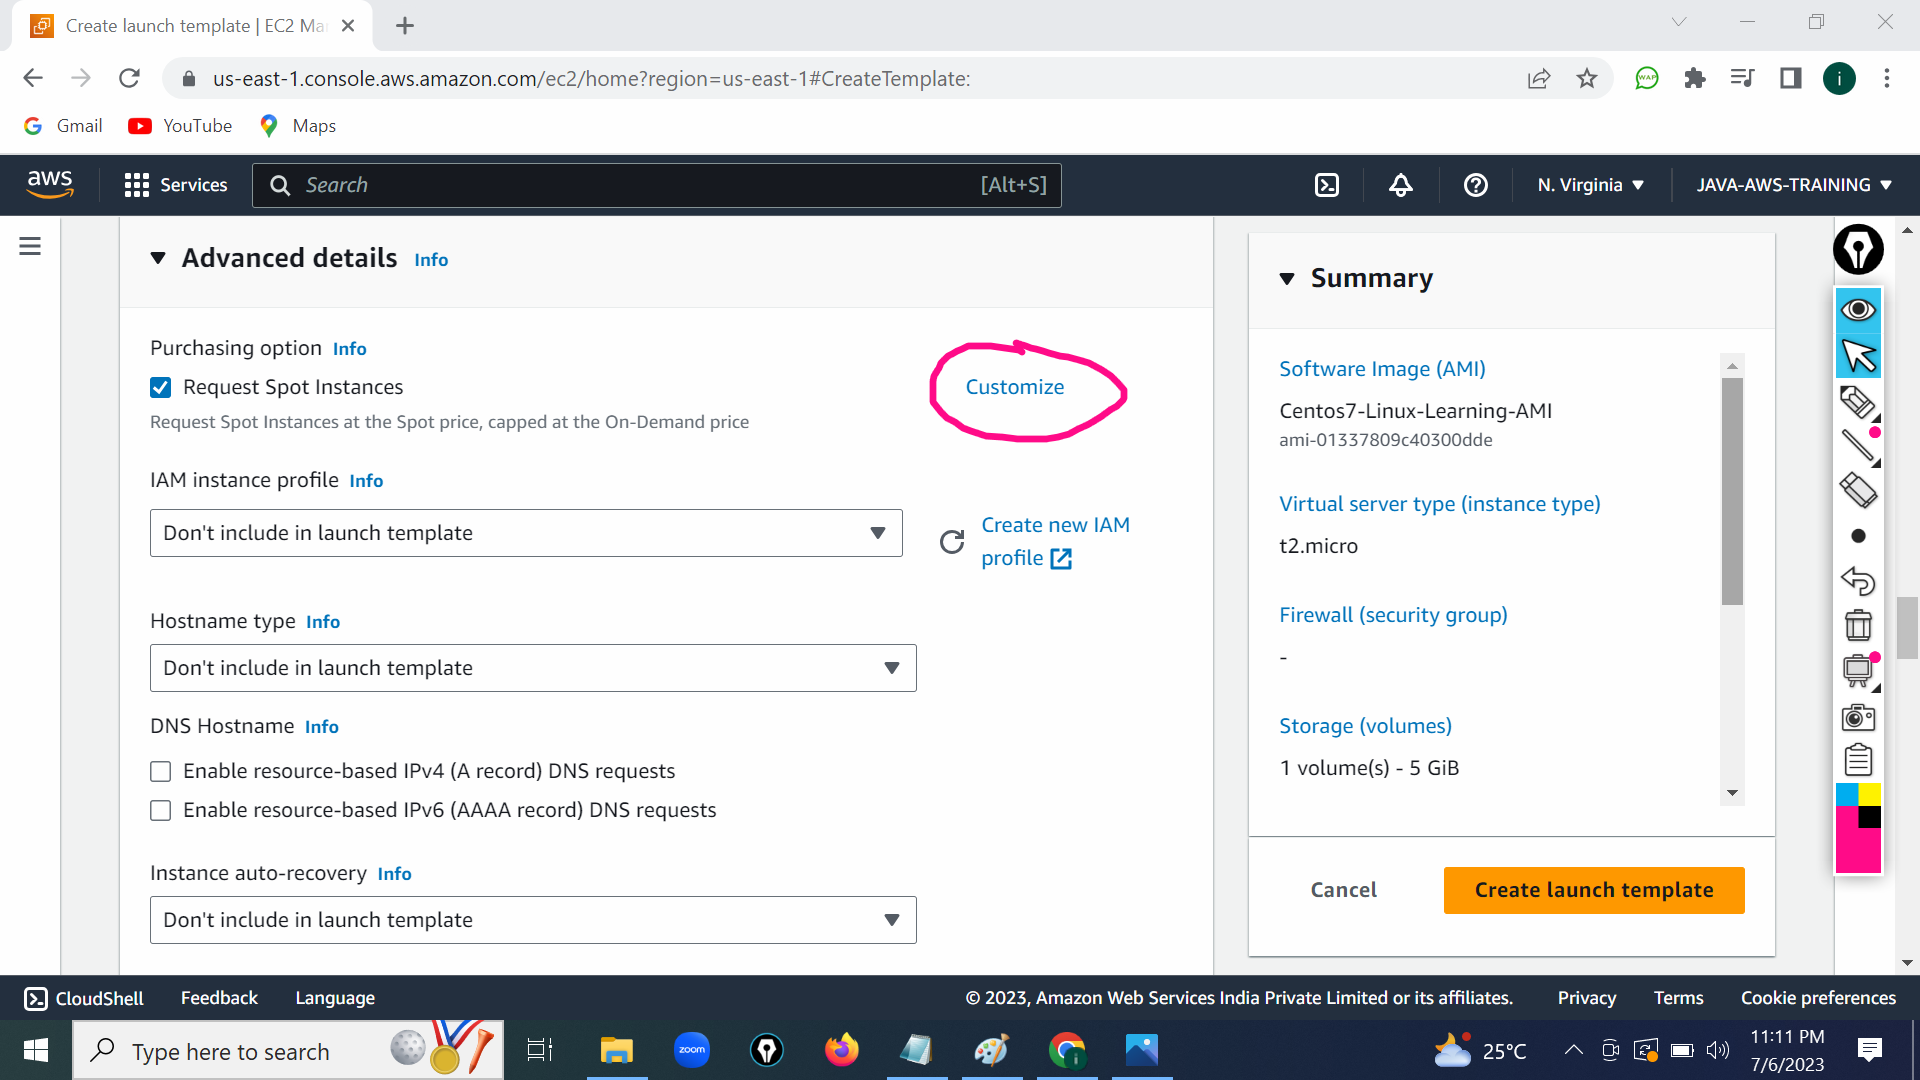 Create launch template | EC2 Ma
us-east-1.console.aws.amazon.com/ec2/home?region=us-east-1#CreateTemplate:
WAP
i
Gmail
YouTube
Maps
aws
Services
Search
[Alt+S]
N. Virginia
JAVA-AWS-TRAINING
Advanced details Info
Purchasing option Info
Request Spot Instances
Customize
Request Spot Instances at the Spot price, capped at the On-Demand price
IAM instance profile Info
Don't include in launch template
Create new IAM
profile
Hostname type Info
Don't include in launch template
DNS Hostname Info
Enable resource-based IPv4 (A record) DNS requests
Enable resource-based IPv6 (AAAA record) DNS requests
Instance auto-recovery Info
Don't include in launch template
Summary
Software Image (AMI)
Centos7-Linux-Learning-AMI
ami-01337809c40300dde
Virtual server type (instance type)
t2.micro
Firewall (security group)
-
Storage (volumes)
1 volume(s) - 5 GiB
Cancel
Create launch template
CloudShell
Feedback
Language
© 2023, Amazon Web Services India Private Limited or its affiliates.
Privacy
Terms
Cookie preferences
Type here to search
zoom
i
25°C
11:11 PM
7/6/2023